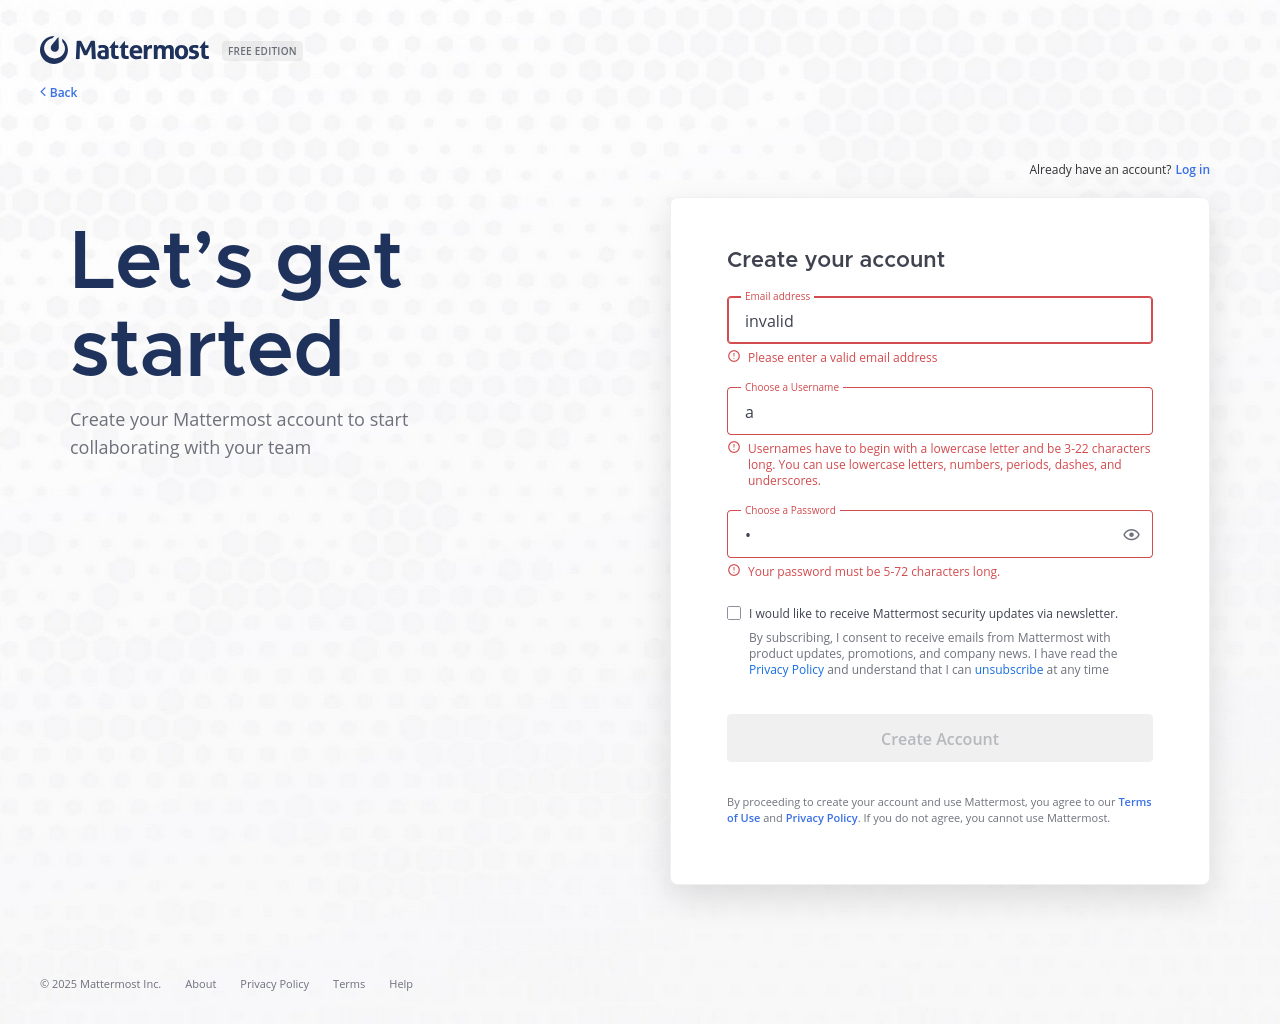 Mattermost FREE EDITION
Back
Already have an account? Log in
Let's get
started
Create your Mattermost account to start
collaborating with your team
Create your account
Email address
invalid
Please enter a valid email address
Choose a Username
a
Usernames have to begin with a lowercase letter and be 3-22 characters
long. You can use lowercase letters, numbers, periods, dashes, and
underscores.
Choose a Password
•
Your password must be 5-72 characters long.
I would like to receive Mattermost security updates via newsletter.
By subscribing, I consent to receive emails from Mattermost with
product updates, promotions, and company news. I have read the
Privacy Policy and understand that I can unsubscribe at any time
Create Account
By proceeding to create your account and use Mattermost, you agree to our Terms
of Use and Privacy Policy. If you do not agree, you cannot use Mattermost.
© 2025 Mattermost Inc. About Privacy Policy Terms Help